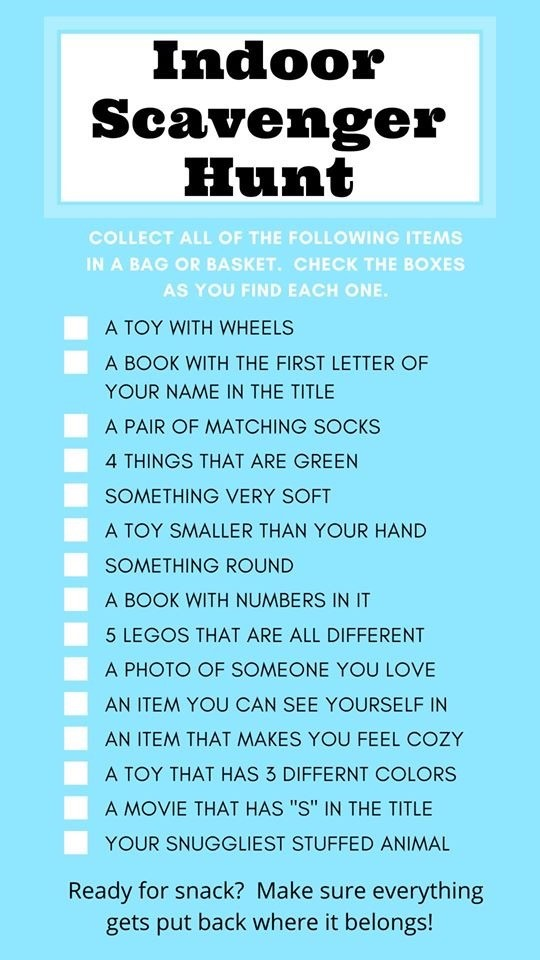 Indoor
Scavenger
Hunt
COLLECT ALL OF THE FOLLOWING ITEMS
IN A BAG OR BASKET.  CHECK THE BOXES
AS YOU FIND EACH ONE.
A TOY WITH WHEELS
A BOOK WITH THE FIRST LETTER OF
YOUR NAME IN THE TITLE
A PAIR OF MATCHING SOCKS
4 THINGS THAT ARE GREEN
SOMETHING VERY SOFT
A TOY SMALLER THAN YOUR HAND
SOMETHING ROUND
A BOOK WITH NUMBERS IN IT
5 LEGOS THAT ARE ALL DIFFERENT
A PHOTO OF SOMEONE YOU LOVE
AN ITEM YOU CAN SEE YOURSELF IN
AN ITEM THAT MAKES YOU FEEL COZY
A TOY THAT HAS 3 DIFFERNT COLORS
A MOVIE THAT HAS "S" IN THE TITLE
YOUR SNUGGLIEST STUFFED ANIMAL
Ready for snack?  Make sure everything
gets put back where it belongs!